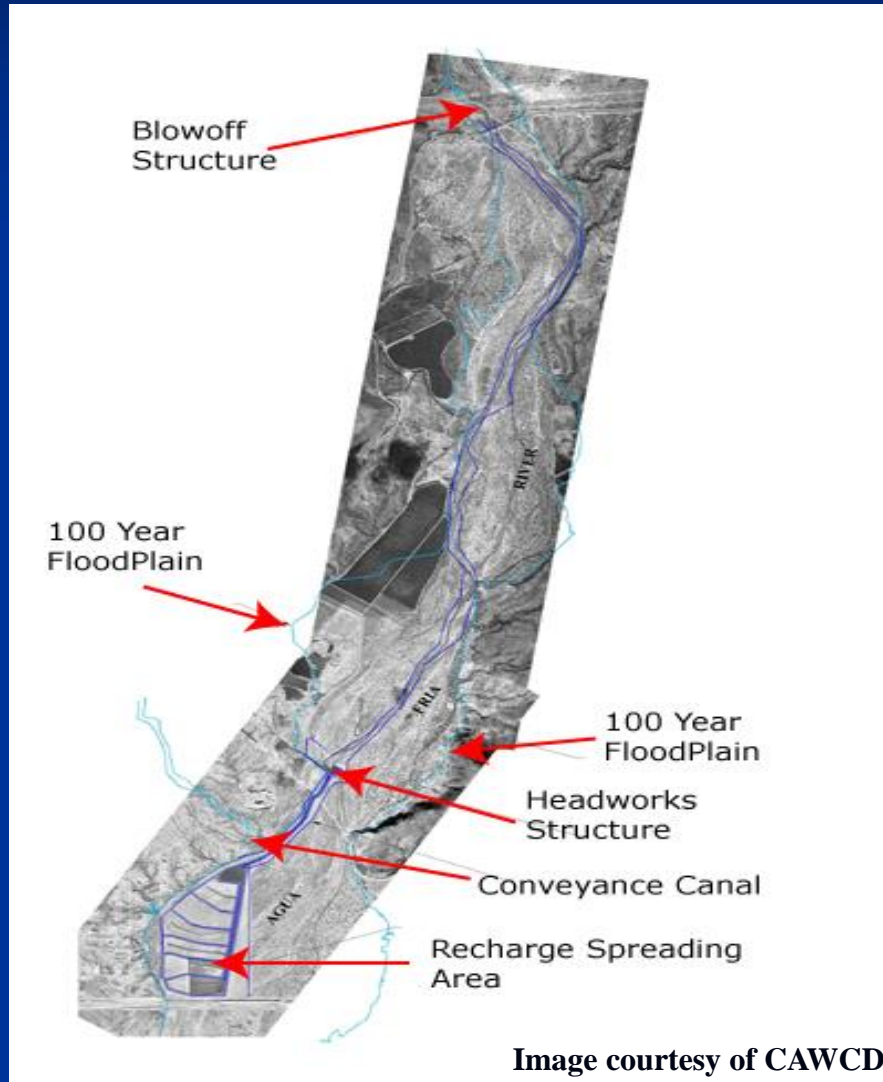 Blowoff
Structure
RIVER
100 Year
FloodPlain
FRIA
100 Year
FloodPlain
Headworks
Structure
Conveyance Canal
AGUA
Recharge Spreading
Area
Image courtesy of CAWCD